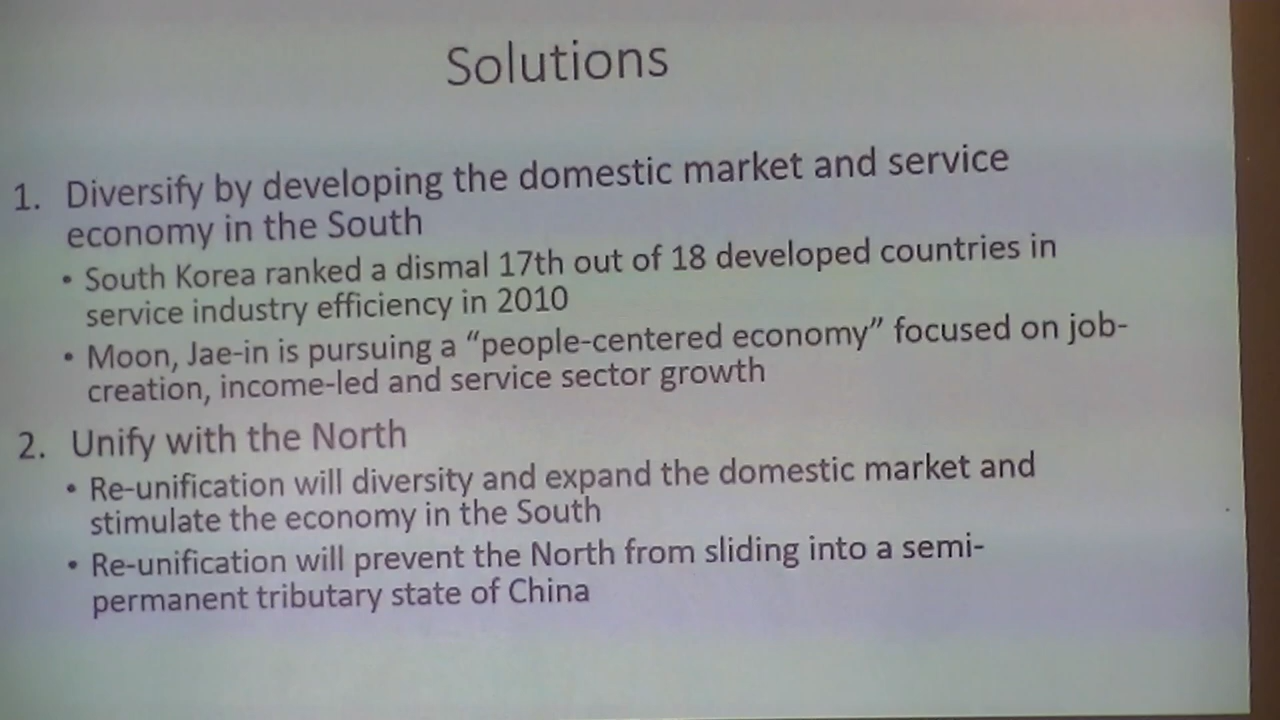 Solutions
1. Diversify by developing the domestic market and service
economy in the South
• South Korea ranked a dismal 17th out of 18 developed countries in
service industry efficiency in 2010
• Moon, Jae-in is pursuing a “people-centered economy” focused on job-
creation, income-led and service sector growth
2. Unify with the North
• Re-unification will diversity and expand the domestic market and
stimulate the economy in the South
• Re-unification will prevent the North from sliding into a semi-
permanent tributary state of China